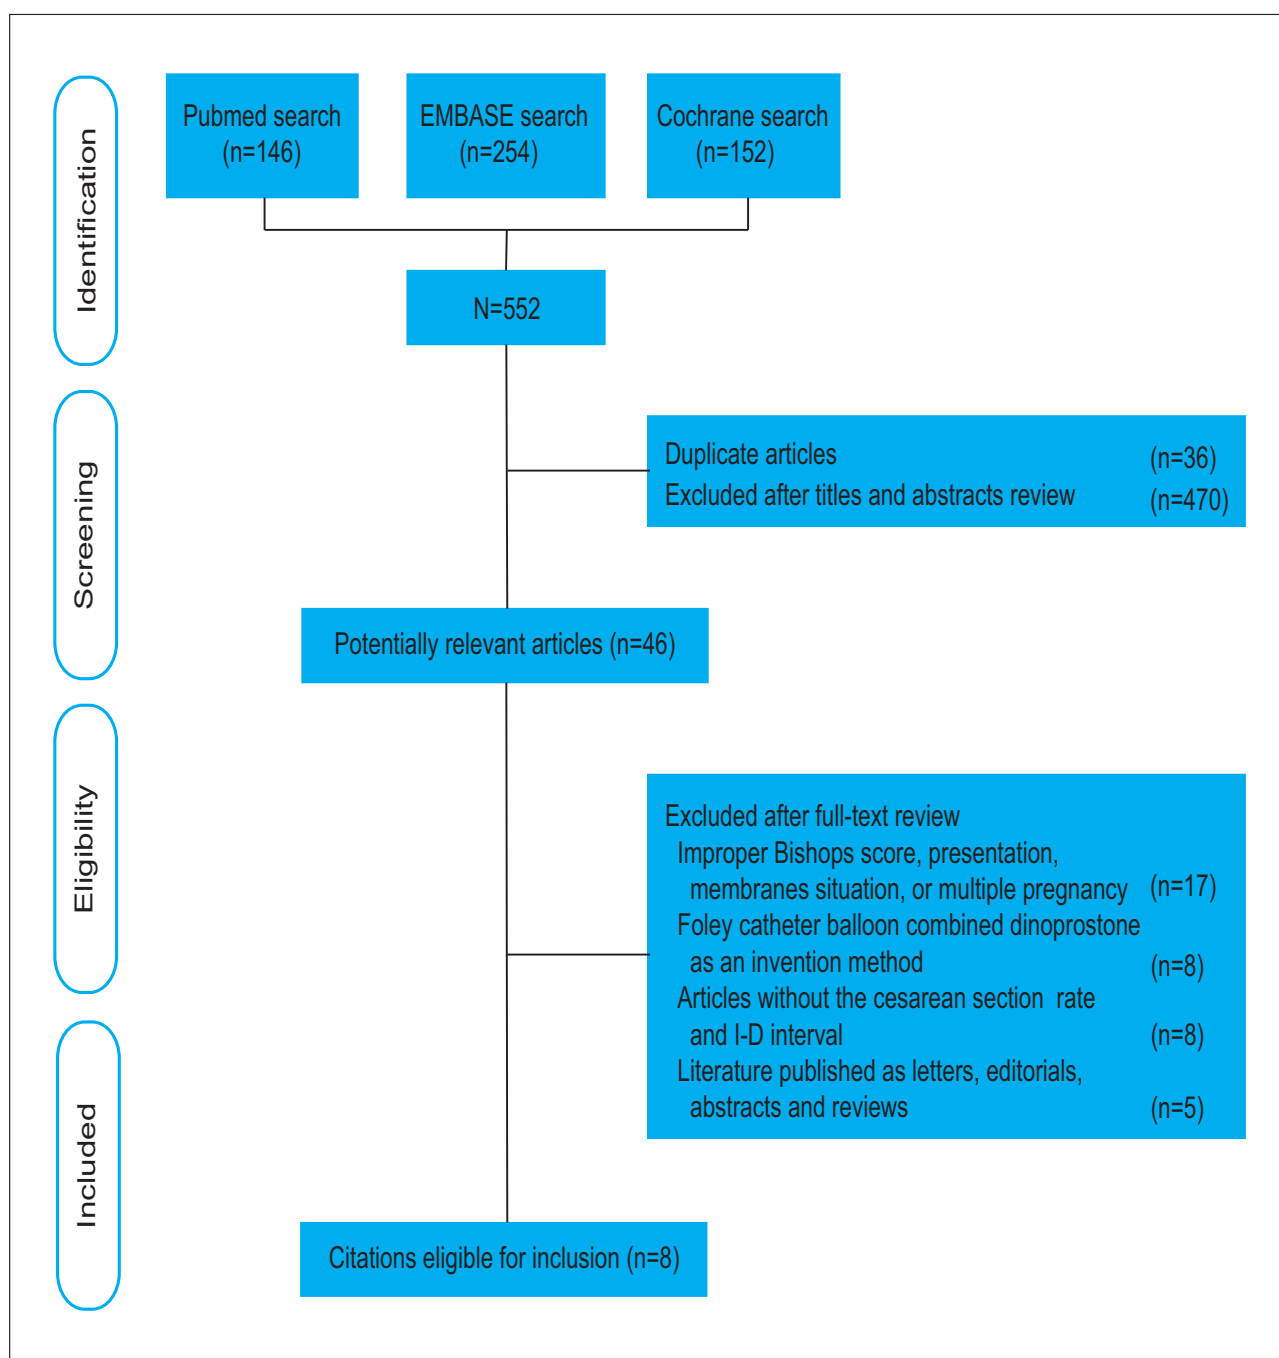 Identification
Pubmed search
(n=146)
EMBASE search
(n=254)
Cochrane search
(n=152)
N=552
Screening
Duplicate articles (n=36)
Excluded after titles and abstracts review (n=470)
Potentially relevant articles (n=46)
Eligibility
Excluded after full-text review
Improper Bishops score, presentation,
membranes situation, or multiple pregnancy (n=17)
Foley catheter balloon combined dinoprostone
as an invention method (n=8)
Articles without the cesarean section rate
and I-D interval (n=8)
Literature published as letters, editorials,
abstracts and reviews (n=5)
Included
Citations eligible for inclusion (n=8)